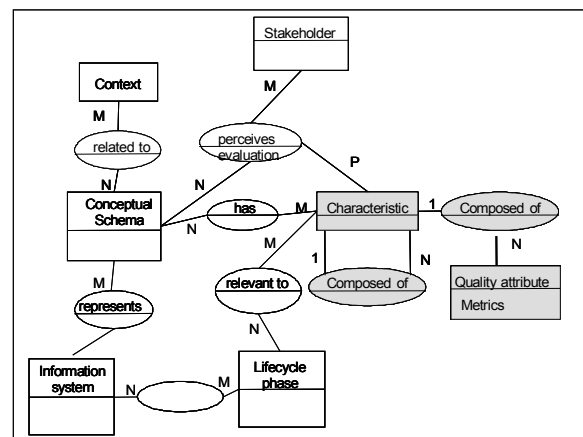 Stakeholder
M
Context
M
related to
N
perceives
evaluation
N
P
Conceptual
Schema
has
N
M
Characteristic
1
Composed of
N
Quality attribute
Metrics
M
1
N
Composed of
relevant to
N
M
represents
Information
system
N
M
Lifecycle
phase